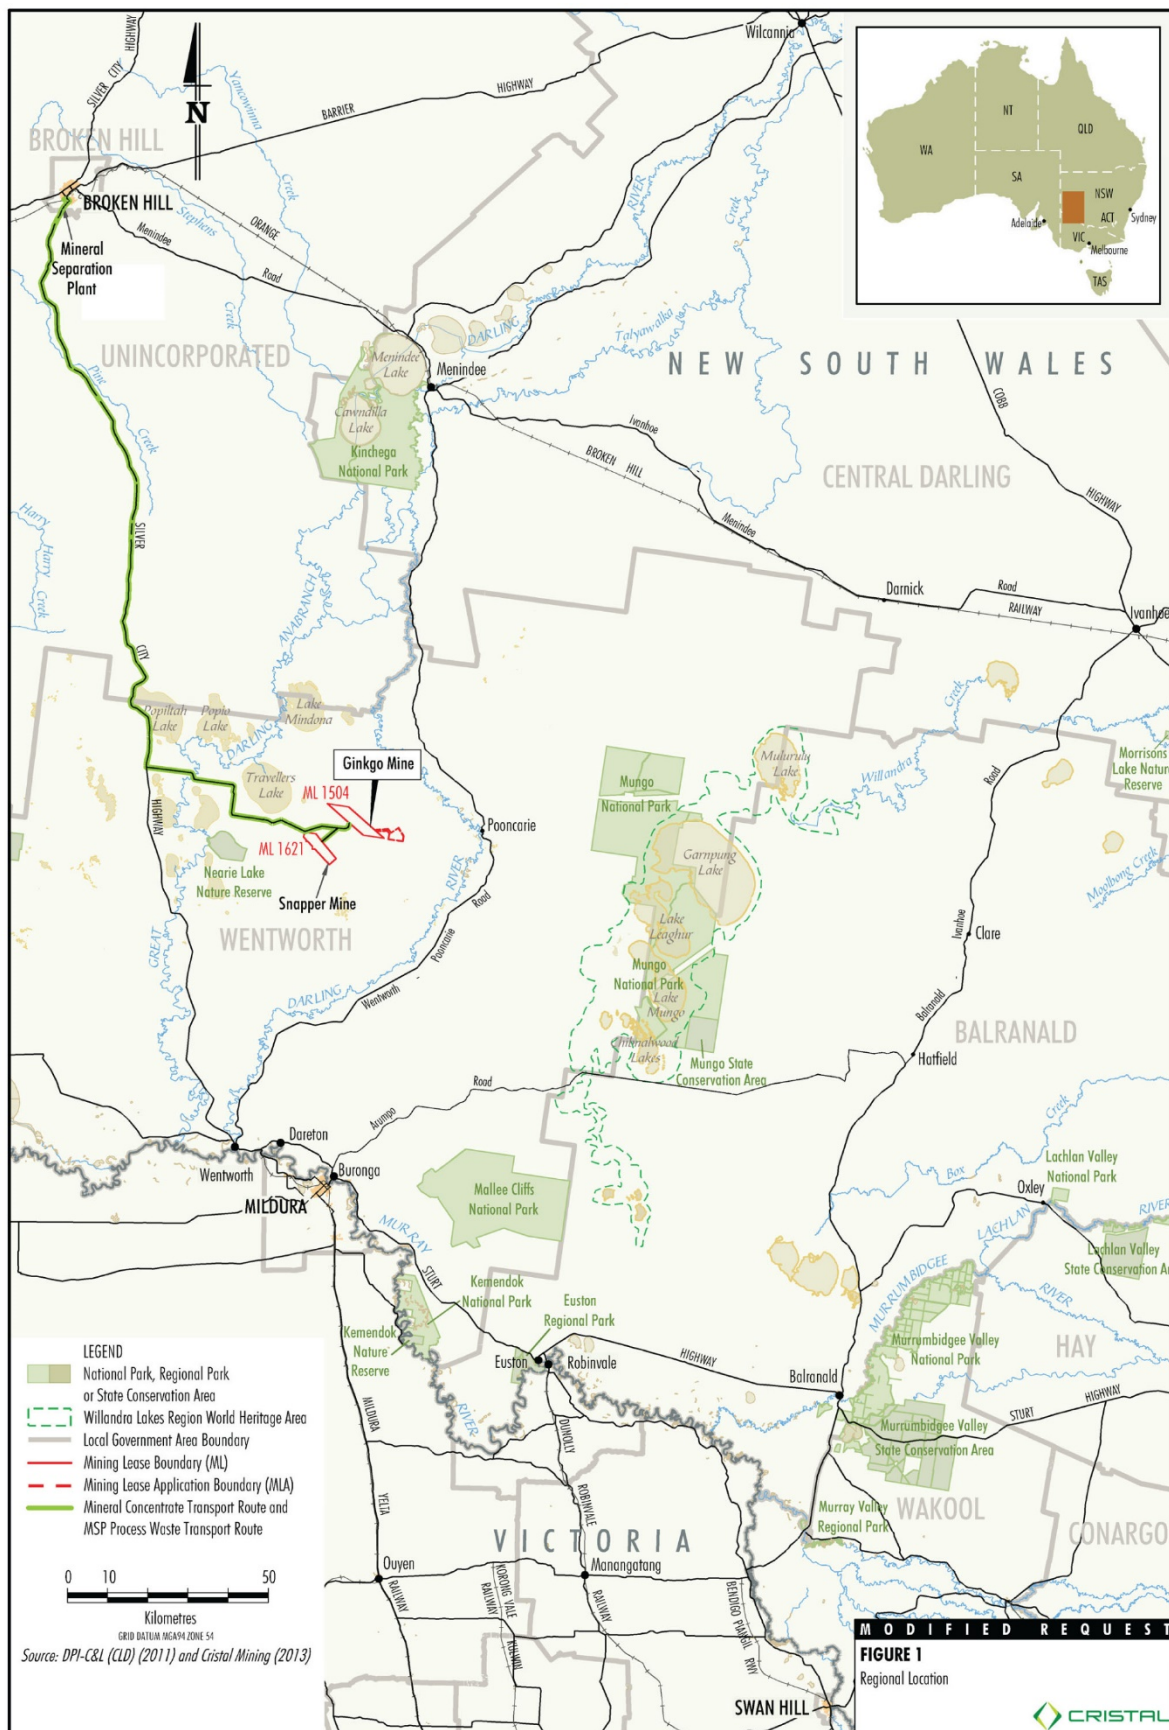 Wilcannia
SILVER CITY HIGHWAY
Yancowinna
Creek
BARRIER
HIGHWAY
N
BROKEN HILL
BROKEN HILL
Stephens
Creek
Menindee
Road
ORANGE
Mineral
Separation
Plant
RIVER
Creek
DARLING
Talyawalka
UNINCORPORATED
Menindee
Lake
Menindee
Cawndilla
Lake
Kinchega
National Park
NEW SOUTH WALES
Pine
Creek
Ivanhoe
BROKEN HILL
COBB
HIGHWAY
CENTRAL DARLING
Menindee
Harry
Harry
Creek
SILVER
ANABRANCH
Darnick
Road
RAILWAY
Ivanhoe
CITY
Popiltah
Lake
Popio
Lake
Lake
Mindona
DARLING
Creek
Willandra
Ginkgo Mine
Travellers
Lake
ML 1504
ML 1621
Mungo
National Park
Mulurulu
Lake
Morrisons
Lake Nature
Reserve
HIGHWAY
Pooncarie
Garnpung
Lake
Road
Nearie Lake
Nature Reserve
Snapper Mine
RIVER
Moolbong Creek
WENTWORTH
Road
Pooncarie
Lake
Leaghur
Ivanhoe
Clare
GREAT
DARLING
Wentworth
Mungo
National Park
Lake
Mungo
Balranald
BALRANALD
Lakes
Mungo State
Conservation Area
Hatfield
Road
Arumpo
Creek
Dareton
Wentworth
Buronga
MILDURA
Mallee Cliffs
National Park
Box
Lachlan Valley
National Park
Oxley
MURRAY
STURT
LACHLAN
RIVER
Lachlan Valley
State Conservation Ar
MURRUMBIDGEE
RIVER
Kemendok
National Park
Euston
Regional Park
Kemendok
Nature
Reserve
Euston
Robinvale
HIGHWAY
Balranald
Murrumbidgee Valley
National Park
HAY
STURT
HIGHWAY
Murrumbidgee Valley
State Conservation Area
RIVER
MILDURA
DUNOLLY
YELTA
ROBINVALE
VICTORIA
Murray Valley
Regional Park
WAKOOL
CONARGO
Ouyen
Manangatang
RAILWAY
KORONG VALE
RAILWAY
KULWIN
RAILWAY
BENDIGO PIANGIL RWY
SWAN HILL
WA
NT
QLD
SA
NSW
ACT
VIC
TAS
Adelaide
Sydney
Melbourne
LEGEND
National Park, Regional Park
or State Conservation Area
Willandra Lakes Region World Heritage Area
Local Government Area Boundary
Mining Lease Boundary (ML)
Mining Lease Application Boundary (MLA)
Mineral Concentrate Transport Route and
MSP Process Waste Transport Route
0 10 50
Kilometres
GRID DATUM MGA94 ZONE 54
Source: DPI-C&L (CLD) (2011) and Cristal Mining (2013)
MODIFIED REQUEST
FIGURE 1
Regional Location
CRISTAL